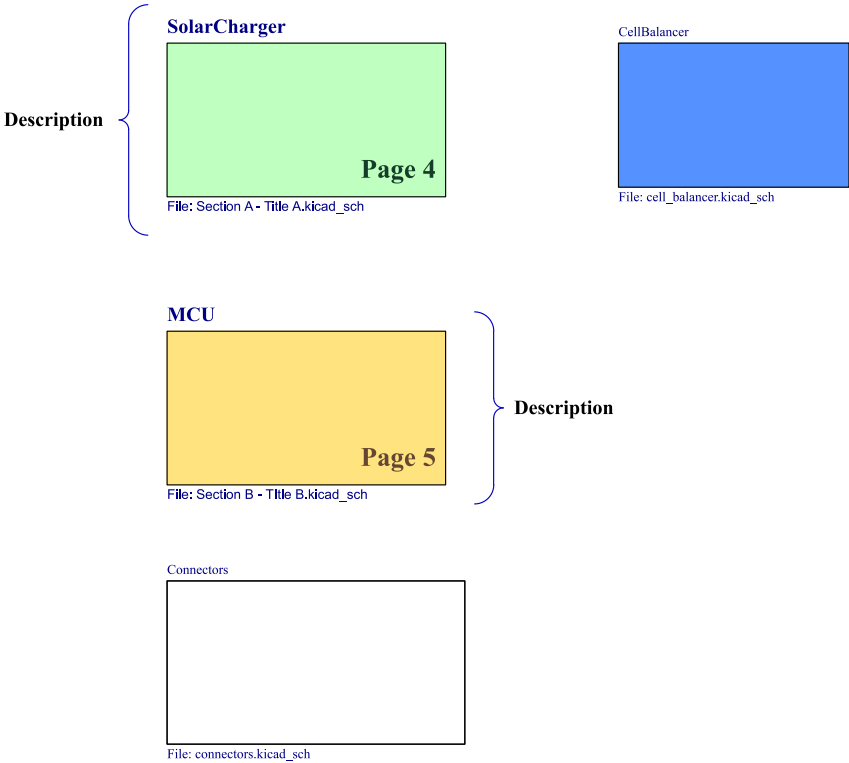 SolarCharger
CellBalancer
Description
Page 4
File: Section A - Title A.kicad_sch
File: cell_balancer.kicad_sch
MCU
Description
Page 5
File: Section B - TItle B.kicad_sch
Connectors
File: connectors.kicad_sch